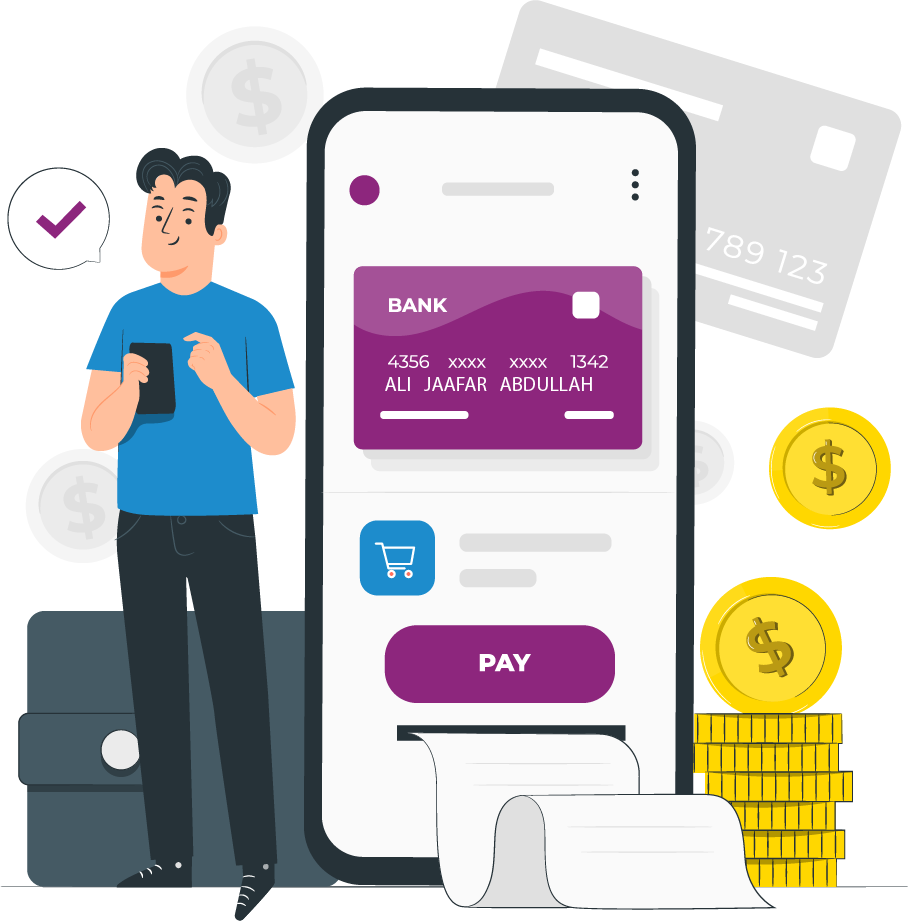 789 123
BANK
4356 xxxx xxxx 1342
ALI JAAFAR ABDULLAH
PAY
$
$
$
$
$